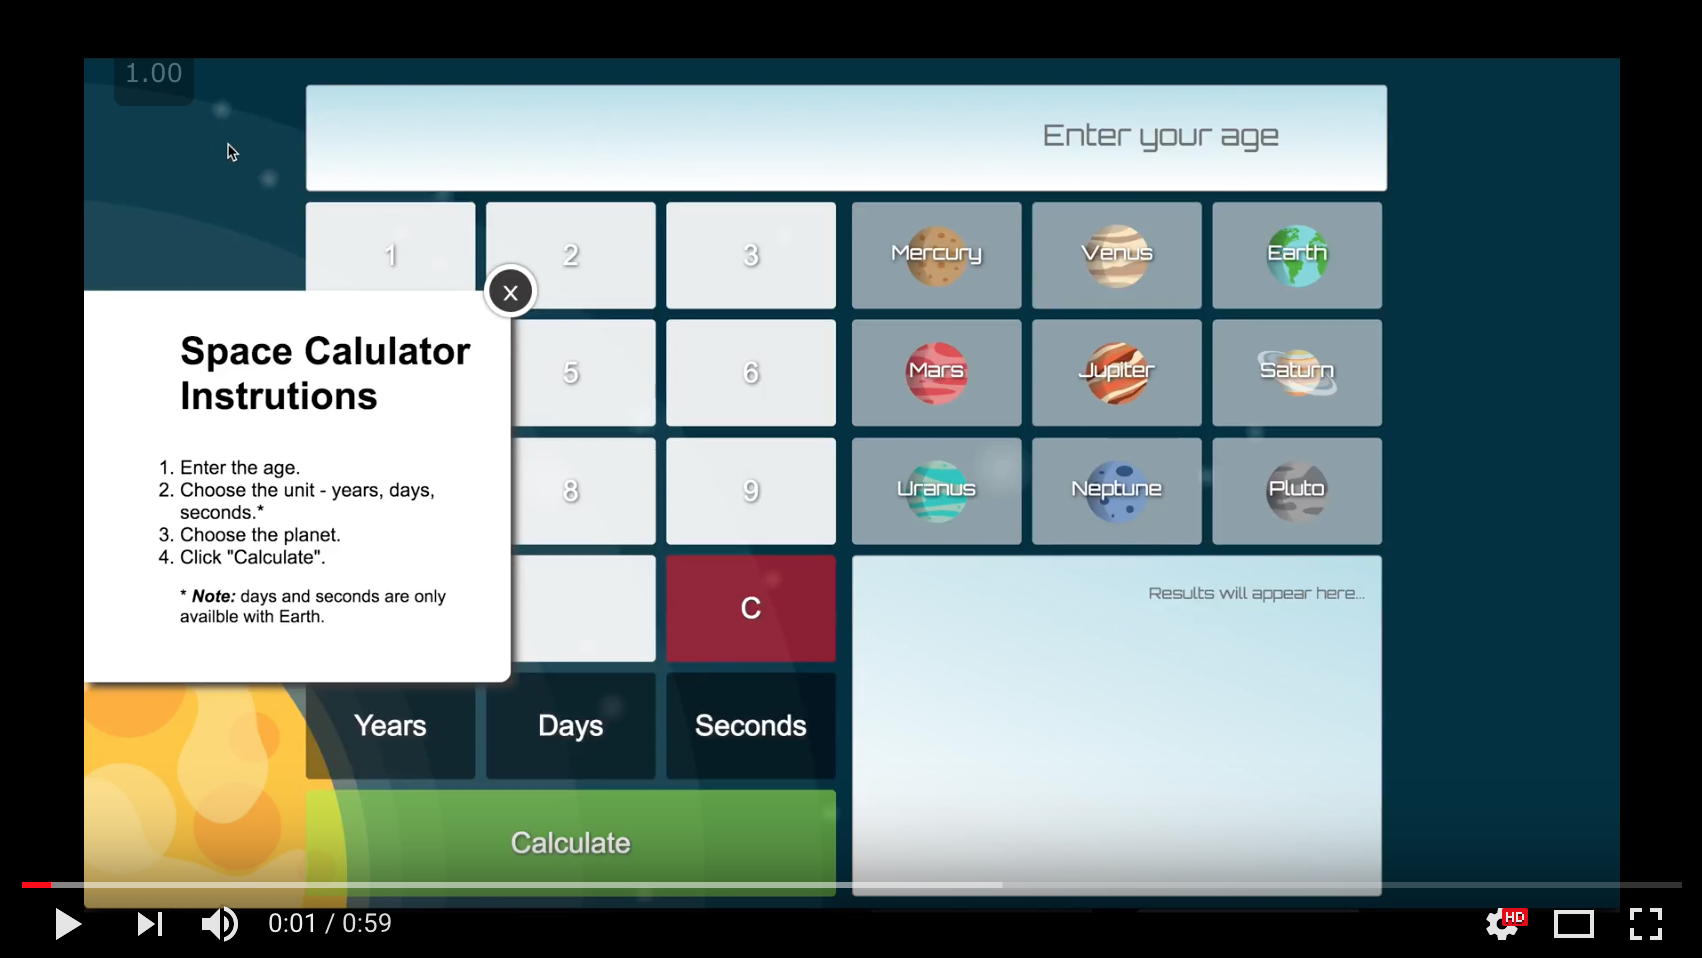 1.00
Enter your age
1
2
3
Mercury
Venus
Earth
X
Space Calulator
Instrutions
5
6
Mars
Jupiter
Saturn
1. Enter the age.
2. Choose the unit - years, days,
seconds.*
3. Choose the planet.
4. Click "Calculate".
* Note: days and seconds are only
availble with Earth.
8
9
Uranus
Neptune
Pluto
C
Results will appear here...
Years
Days
Seconds
Calculate
0:01 / 0:59
HD